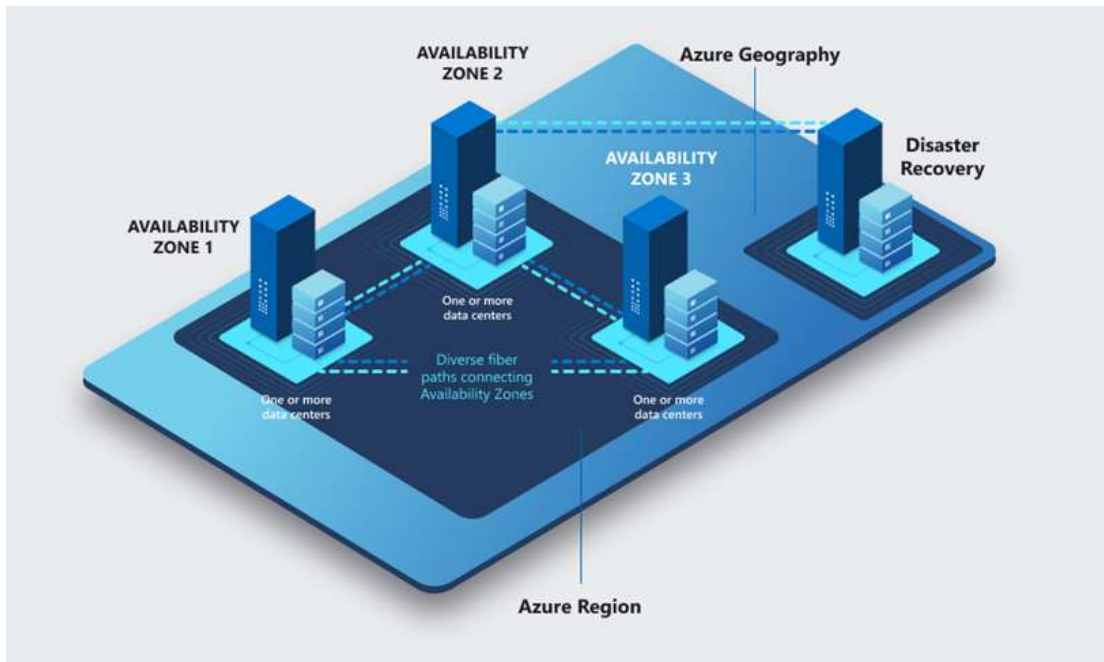 AVAILABILITY
ZONE 2
Azure Geography
Disaster
Recovery
AVAILABILITY
ZONE 3
AVAILABILITY
ZONE 1
One or more
data centers
Diverse fiber
paths connecting
Availability Zones
One or more
data centers
One or more
data centers
Azure Region